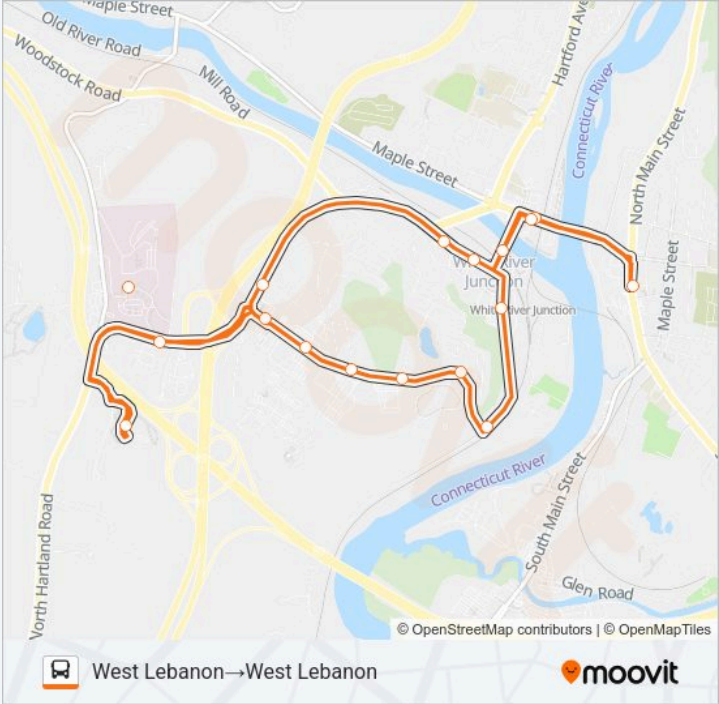 Maple Street
Old River Road
Woodstock Road
Mill Road
Hartford Ave
Connecticut River
Maple Street
North Main Street
White River
Junction
White River Junction
Maple Street
Connecticut River
South Main Street
North Hartland Road
Glen Road
© OpenStreetMap contributors | © OpenMapTiles
West Lebanon→West Lebanon
moovit